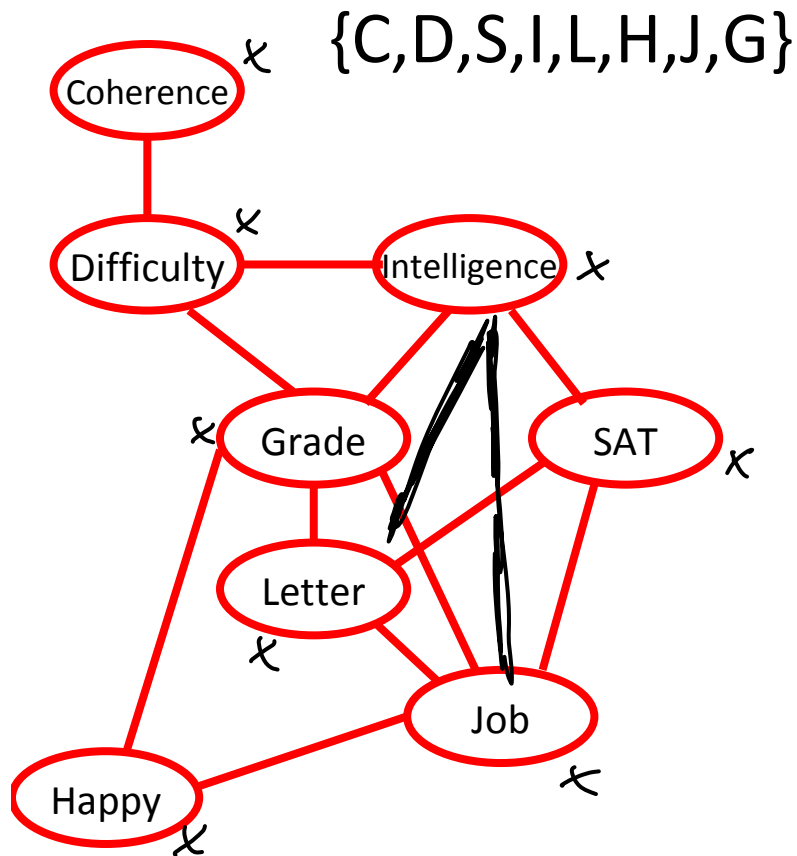 {C,D,S,I,L,H,J,G}
x
Coherence
x
Difficulty
Intelligence x
x Grade
SAT
x
Letter
x
Job
x
Happy
x